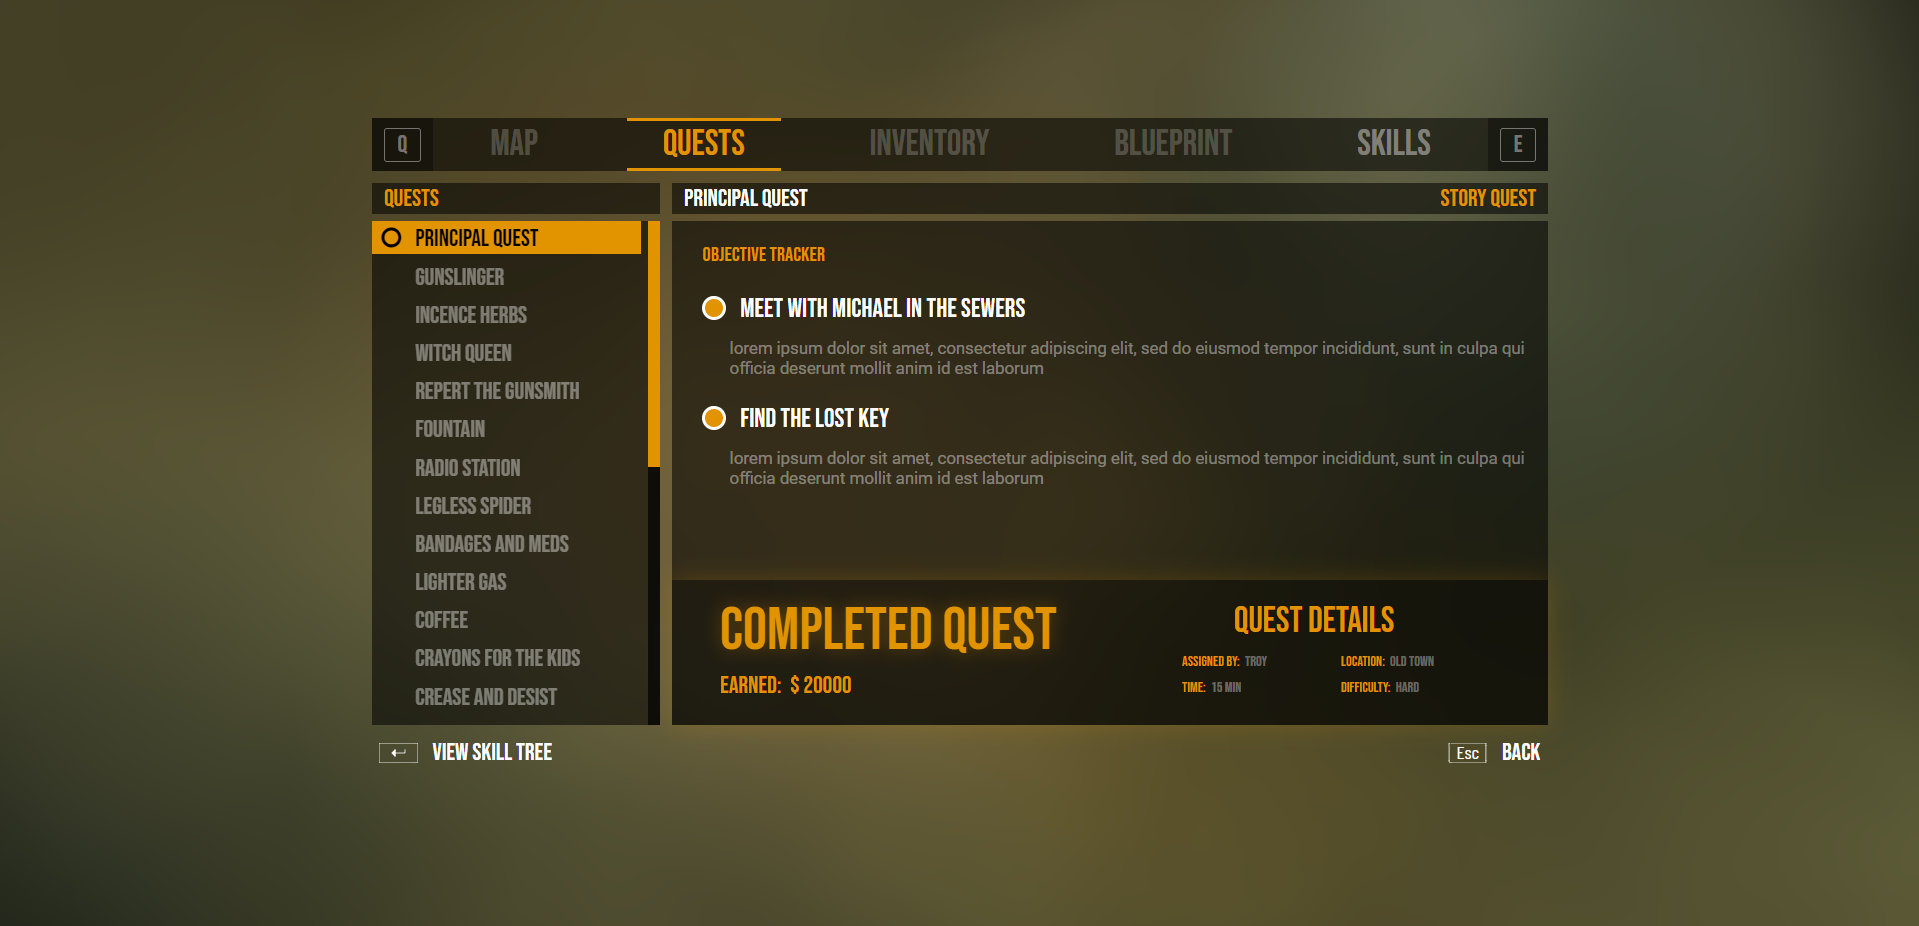 Q MAP QUESTS INVENTORY BLUEPRINT SKILLS E
QUESTS
PRINCIPAL QUEST
GUNSLINGER
INCENCE HERBS
WITCH QUEEN
REPERT THE GUNSMITH
FOUNTAIN
RADIO STATION
LEGLESS SPIDER
BANDAGES AND MEDS
LIGHTER GAS
COFFEE
CRAYONS FOR THE KIDS
CREASE AND DESIST
PRINCIPAL QUEST STORY QUEST
OBJECTIVE TRACKER
MEET WITH MICHAEL IN THE SEWERS
lorem ipsum dolor sit amet, consectetur adipiscing elit, sed do eiusmod tempor incididunt, sunt in culpa qui
officia deserunt mollit anim id est laborum
FIND THE LOST KEY
lorem ipsum dolor sit amet, consectetur adipiscing elit, sed do eiusmod tempor incididunt, sunt in culpa qui
officia deserunt mollit anim id est laborum
COMPLETED QUEST
EARNED: $ 20000
QUEST DETAILS
ASSIGNED BY: TROY LOCATION: OLD TOWN
TIME: 15 MIN DIFFICULTY: HARD
VIEW SKILL TREE
Esc BACK